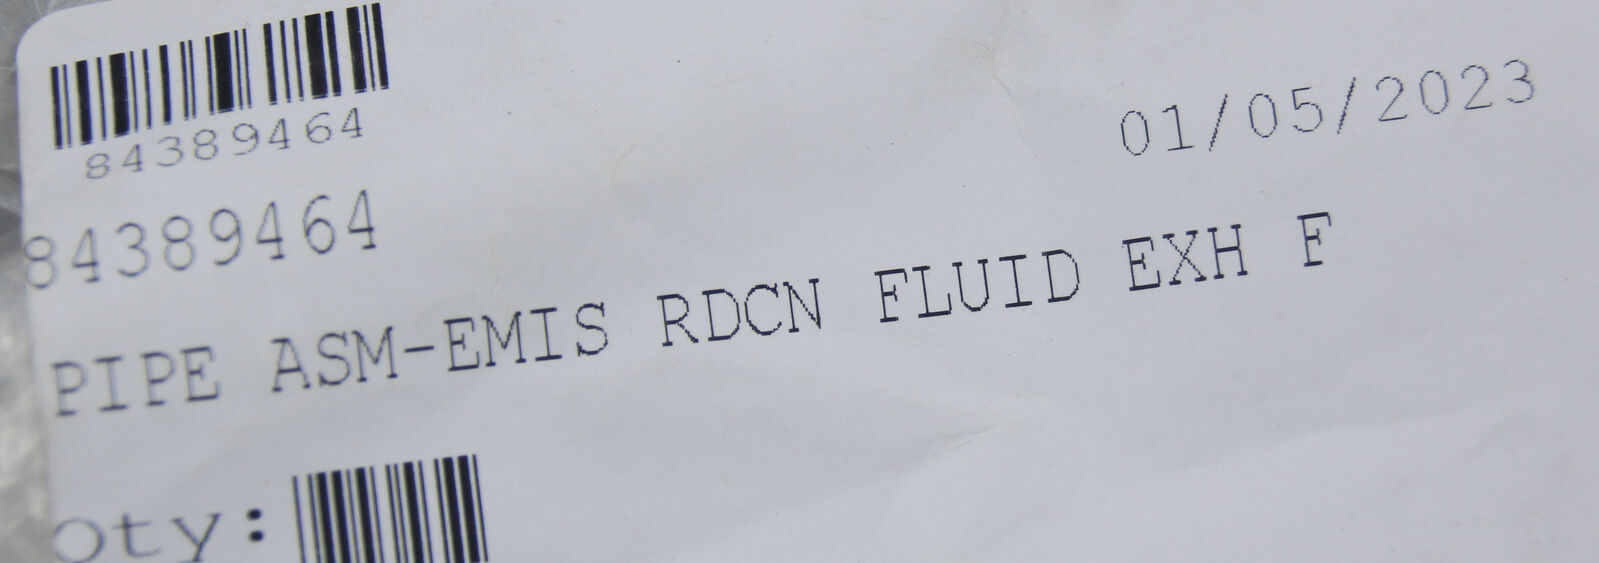 84389464
01/05/2023
84389464
PIPE ASM-EMIS RDCN FLUID EXH F
Qty: